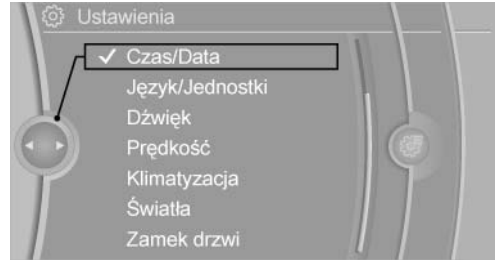 Ustawienia
Czas/Data
Język/Jednostki
Dźwięk
Prędkość
Klimatyzacja
Światła
Zamek drzwi